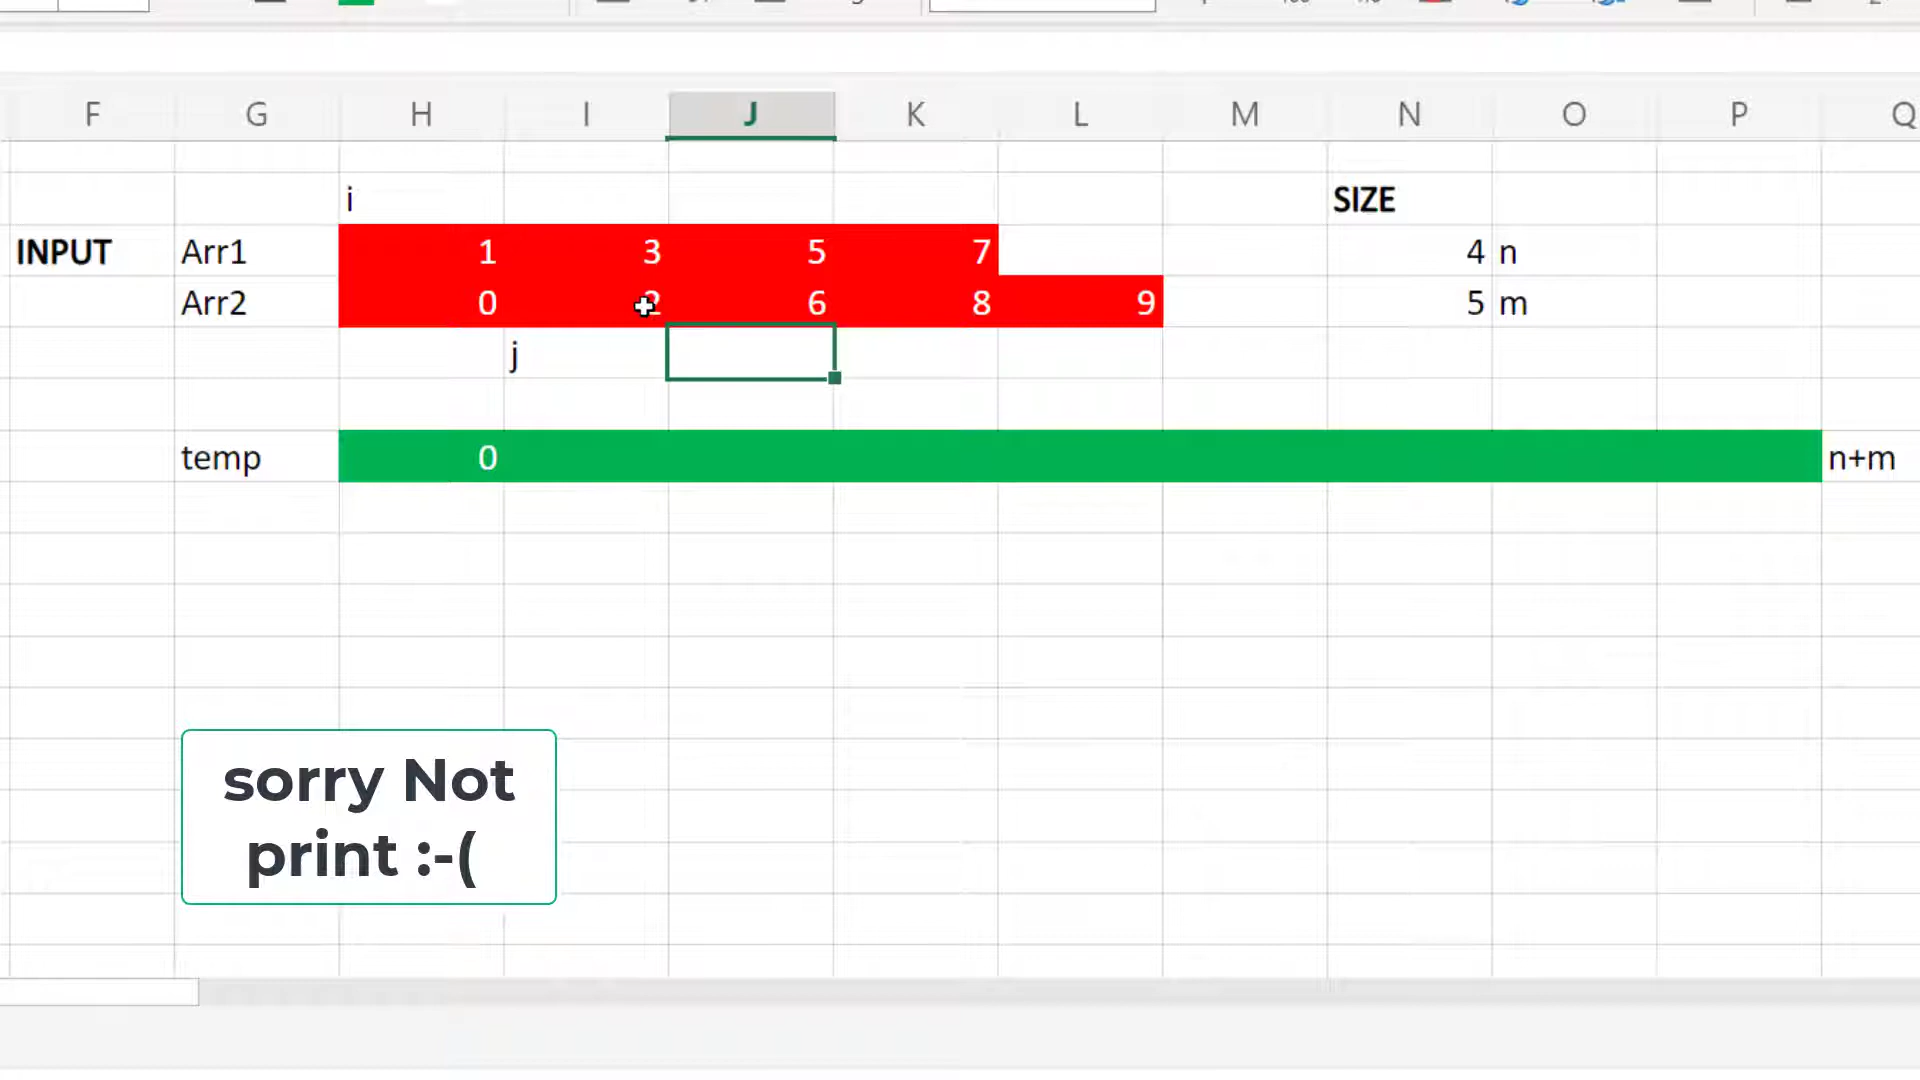 F G H I J K L M N O P Q
i SIZE
INPUT Arr1 1 3 5 7 4 n
Arr2 0 2 6 8 9 5 m
j
temp 0 n+m
sorry Not
print :-(